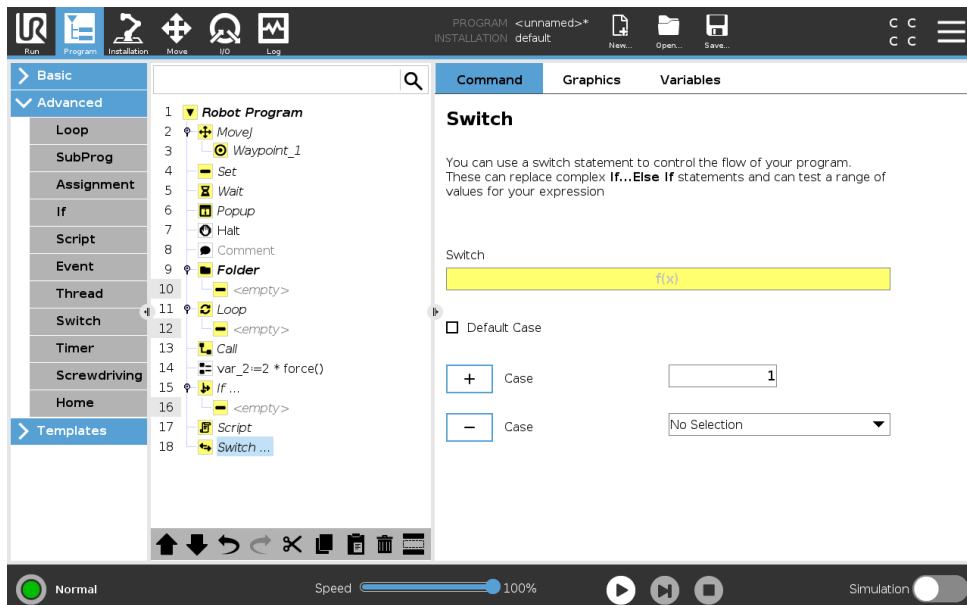 UR
PROGRAM <unnamed>*
INSTALLATION default
Run
Program
Installation
Move
I/O
Log
New...
Open...
Save...
C C
C C
Basic
Advanced
Loop
SubProg
Assignment
If
Script
Event
Thread
Switch
Timer
Screwdriving
Home
Templates
1 Robot Program
2 MoveJ
3 Waypoint_1
4 Set
5 Wait
6 Popup
7 Halt
8 Comment
9 Folder
10 <empty>
11 Loop
12 <empty>
13 Call
14 var_2:=2 * force()
15 If ...
16 <empty>
17 Script
18 Switch ...
Command
Graphics
Variables
Switch
You can use a switch statement to control the flow of your program.
These can replace complex If...Else If statements and can test a range of
values for your expression
Switch
f(x)
Default Case
+ Case 1
− Case No Selection
Normal
Speed 100%
Simulation